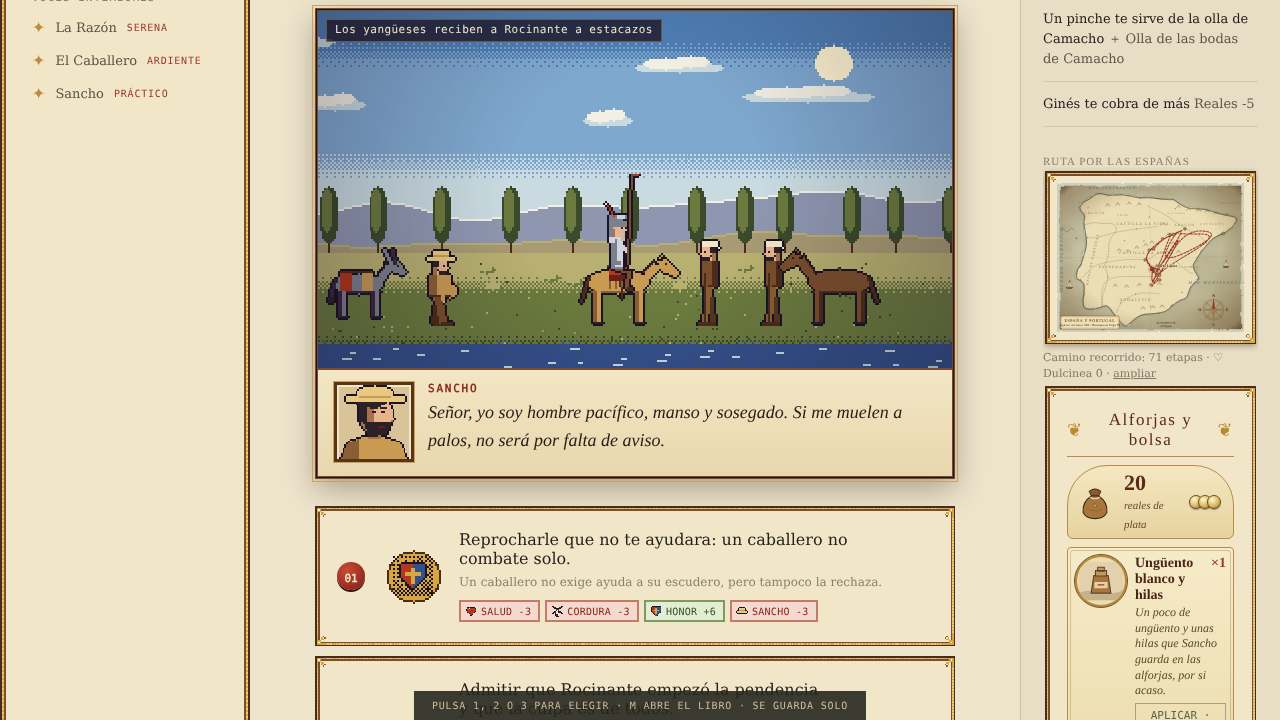 La Razón SERENA
El Caballero ARDIENTE
Sancho PRÁCTICO
Los yangüeses reciben a Rocinante a estacazos
SANCHO
Señor, yo soy hombre pacífico, manso y sosegado. Si me muelen a
palos, no será por falta de aviso.
01
Reprocharle que no te ayudara: un caballero no
combate solo.
Un caballero no exige ayuda a su escudero, pero tampoco la rechaza.
SALUD -3 CORDURA -3 HONOR +6 SANCHO -3
Admitir que Rocinante empezó la pendencia
PULSA 1, 2 O 3 PARA ELEGIR · M ABRE EL LIBRO · SE GUARDA SOLO
Un pinche te sirve de la olla de
Camacho + Olla de las bodas
de Camacho
Ginés te cobra de más Reales -5
RUTA POR LAS ESPAÑAS
Camino recorrido: 71 etapas · ♡
Dulcinea 0 · ampliar
Alforjas y
bolsa
20
reales de
plata
Ungüento ×1
blanco y
hilas
Un poco de
ungüento y unas
hilas que Sancho
guarda en las
alforjas, por si
acaso.
APLICAR ·